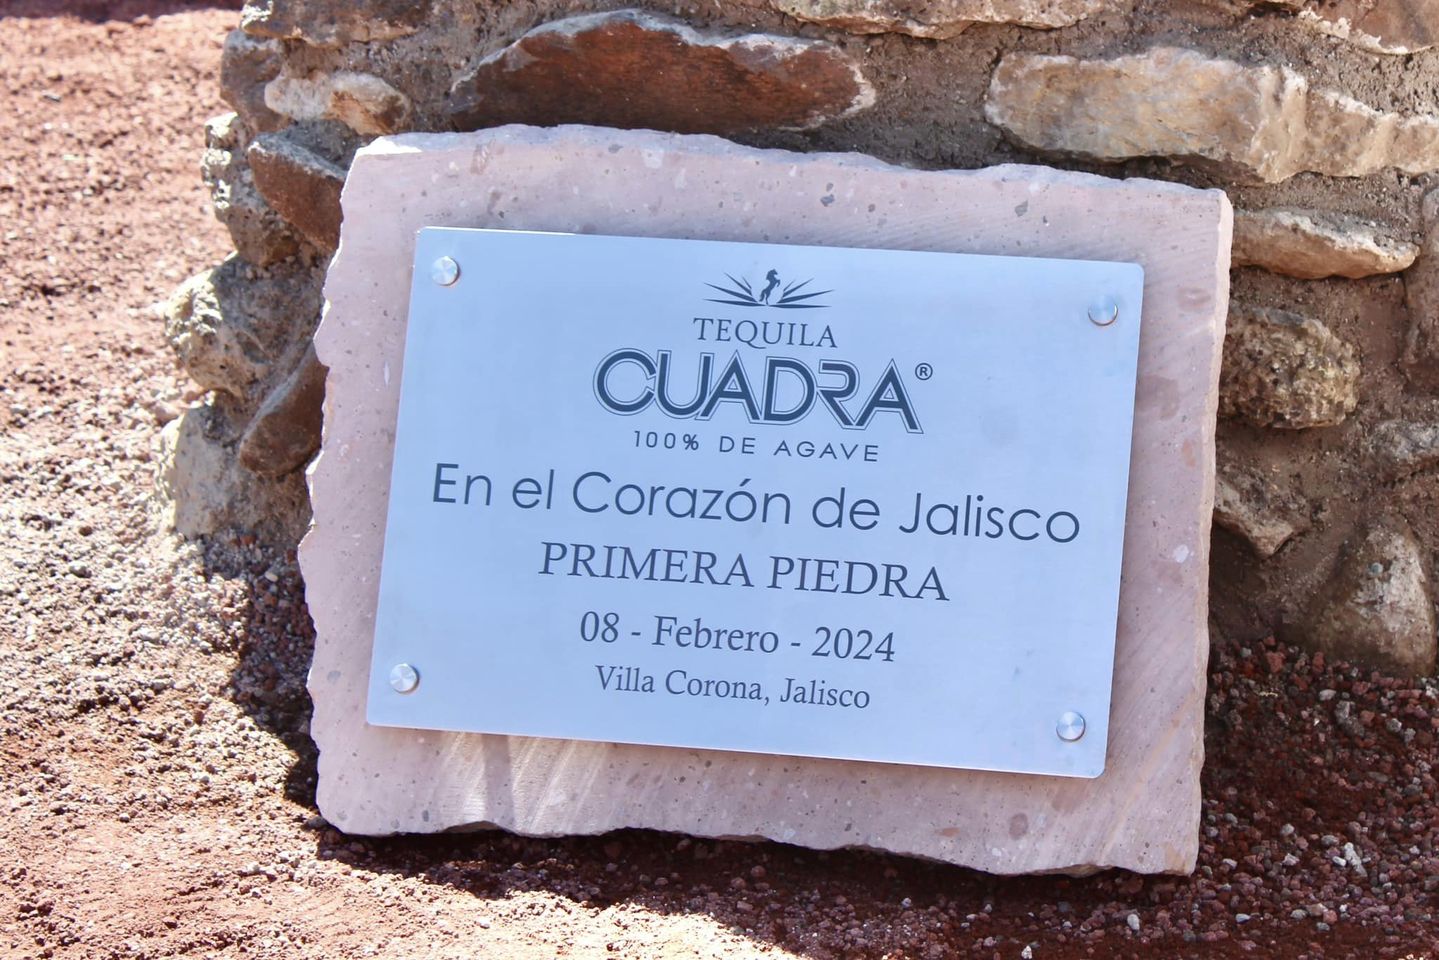 TEQUILA
CUADRA®
100% DE AGAVE
En el Corazón de Jalisco
PRIMERA PIEDRA
08 - Febrero - 2024
Villa Corona, Jalisco